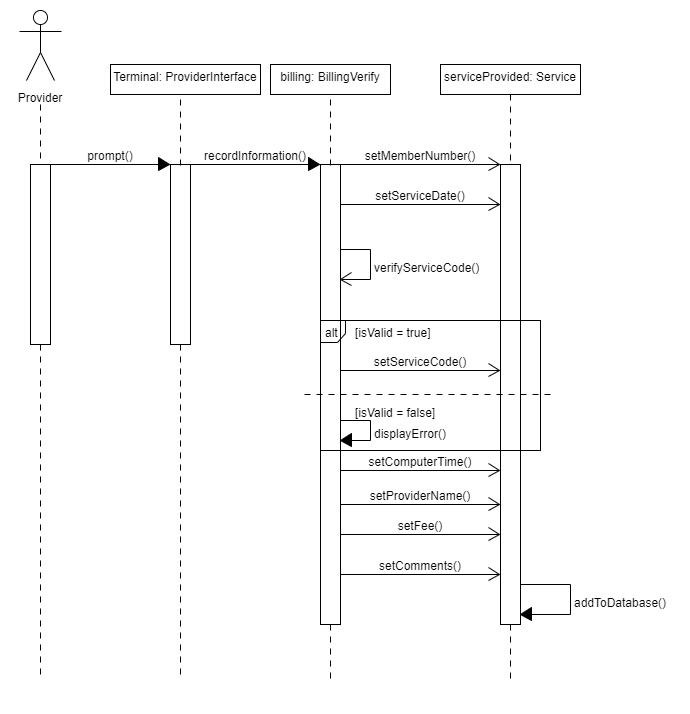 Provider
Terminal: ProviderInterface
billing: BillingVerify
serviceProvided: Service
prompt()
recordInformation()
setMemberNumber()
setServiceDate()
verifyServiceCode()
alt
[isValid = true]
setServiceCode()
[isValid = false]
displayError()
setComputerTime()
setProviderName()
setFee()
setComments()
addToDatabase()